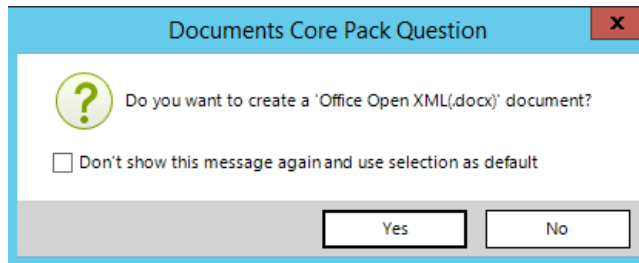 Documents Core Pack Question
x
Do you want to create a 'Office Open XML(.docx)' document?
Don't show this message again and use selection as default
Yes
No